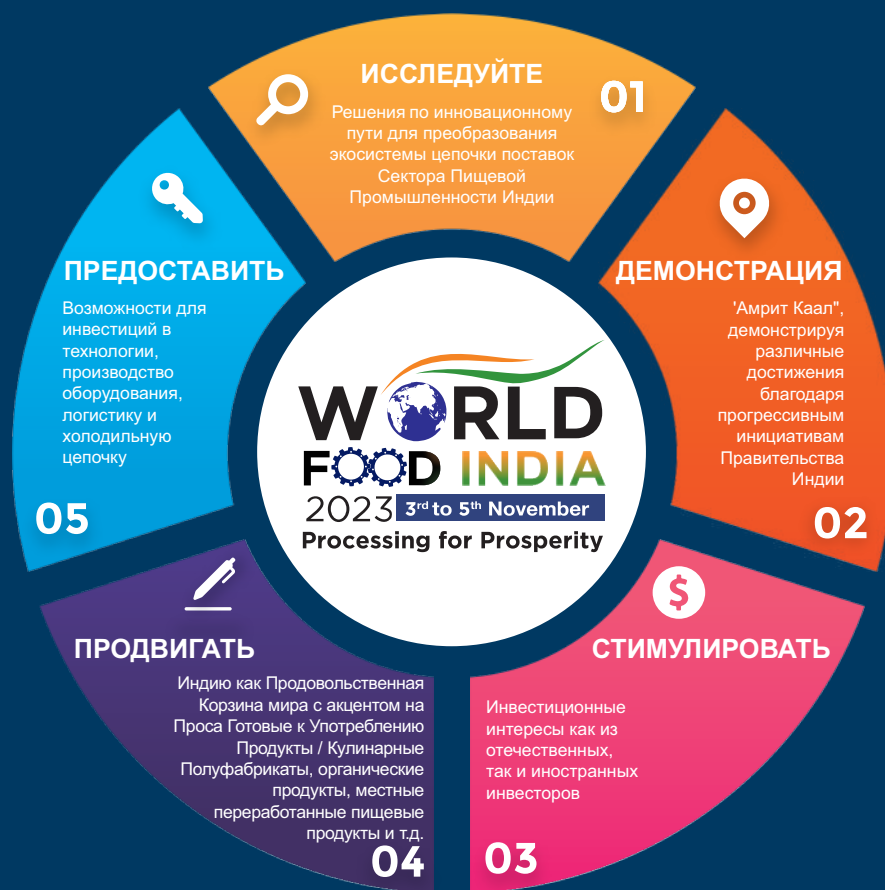 ИССЛЕДУЙТЕ
01
Решения по инновационному
пути для преобразования
экосистемы цепочки поставок
Сектора Пищевой
Промышленности Индии
ДЕМОНСТРАЦИЯ
'Амрит Каал",
демонстрируя
различные
достижения
благодаря
прогрессивным
инициативам
Правительства
Индии
02
$
СТИМУЛИРОВАТЬ
Инвестиционные
интересы как из
отечественных,
так и иностранных
инвесторов
03
ПРОДВИГАТЬ
Индию как Продовольственная
Корзина мира с акцентом на
Проса Готовые к Употреблению
Продукты / Кулинарные
Полуфабрикаты, органические
продукты, местные
переработанные пищевые
продукты и т.д.
04
ПРЕДОСТАВИТЬ
Возможности для
инвестиций в
технологии,
производство
оборудования,
логистику и
холодильную
цепочку
05
WORLD
FOOD INDIA
2023 3rd to 5th November
Processing for Prosperity